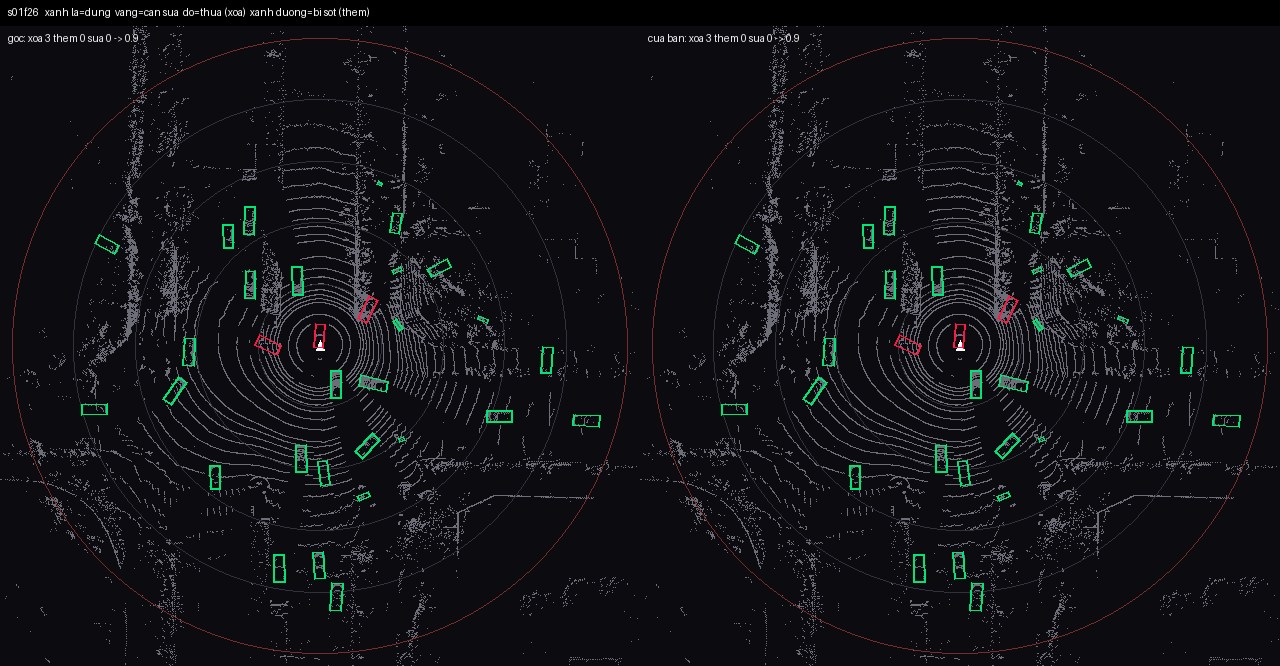 s01f26 xanh la=dung vang=can sua do=thua (xoa) xanh duong=bi sot (them)
goc: xoa 3 them 0 sua 0 -> 0.9
cua ban: xoa 3 them 0 sua 0 -> 0.9